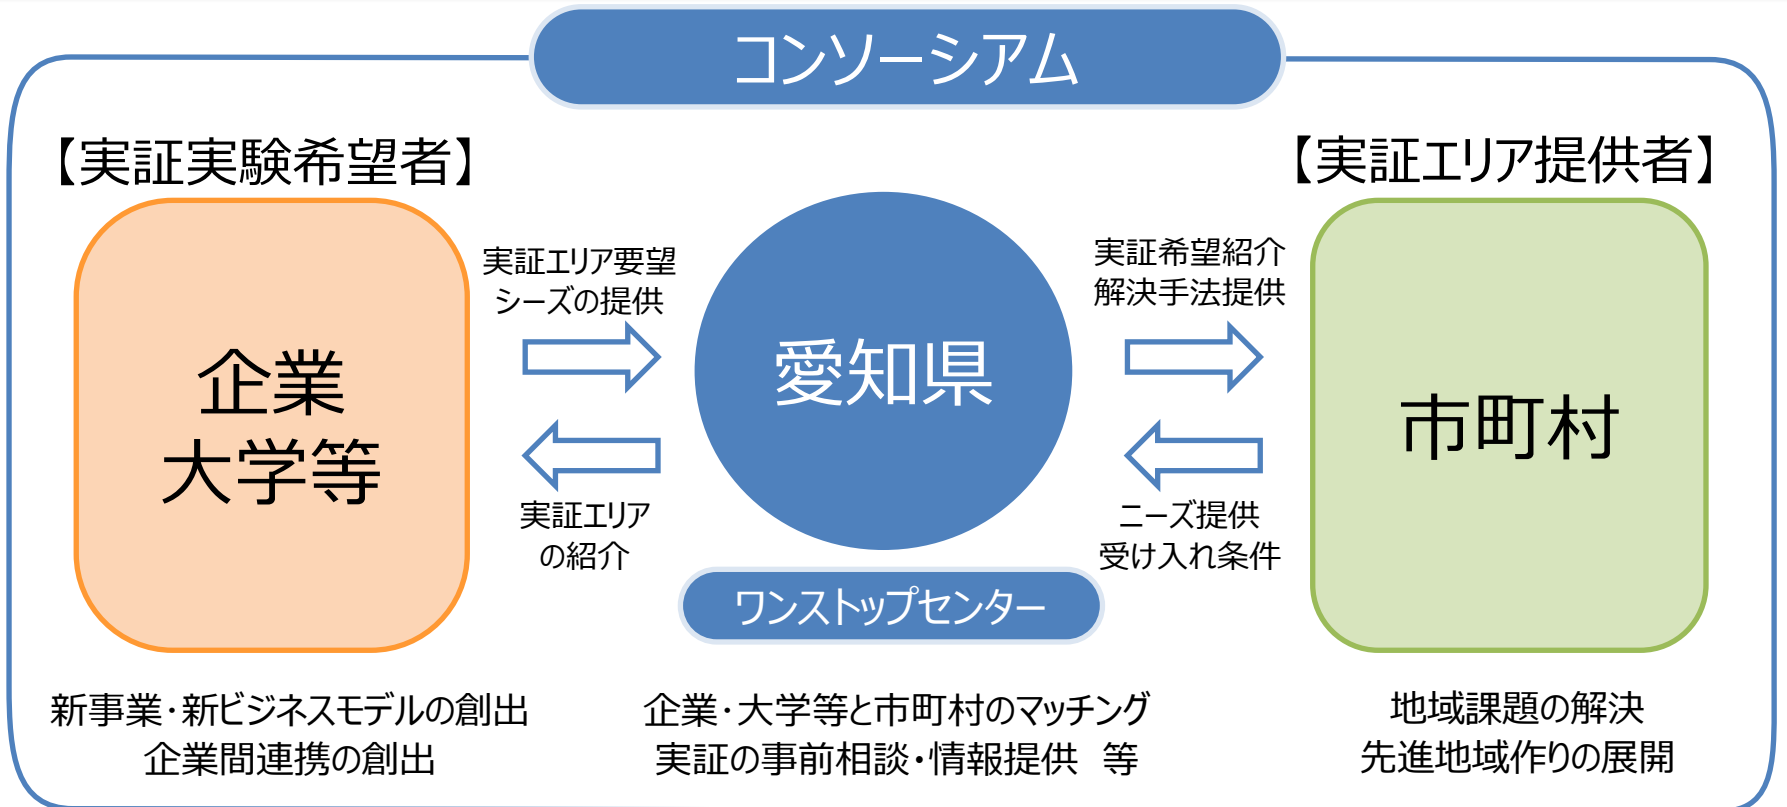 コンソーシアム
【実証実験希望者】
【実証エリア提供者】
企業
大学等
実証エリア要望
シーズの提供
実証エリア
の紹介
愛知県
ワンストップセンター
実証希望紹介
解決手法提供
ニーズ提供
受け入れ条件
市町村
新事業・新ビジネスモデルの創出
企業間連携の創出
企業・大学等と市町村のマッチング
実証の事前相談・情報提供　等
地域課題の解決
先進地域作りの展開